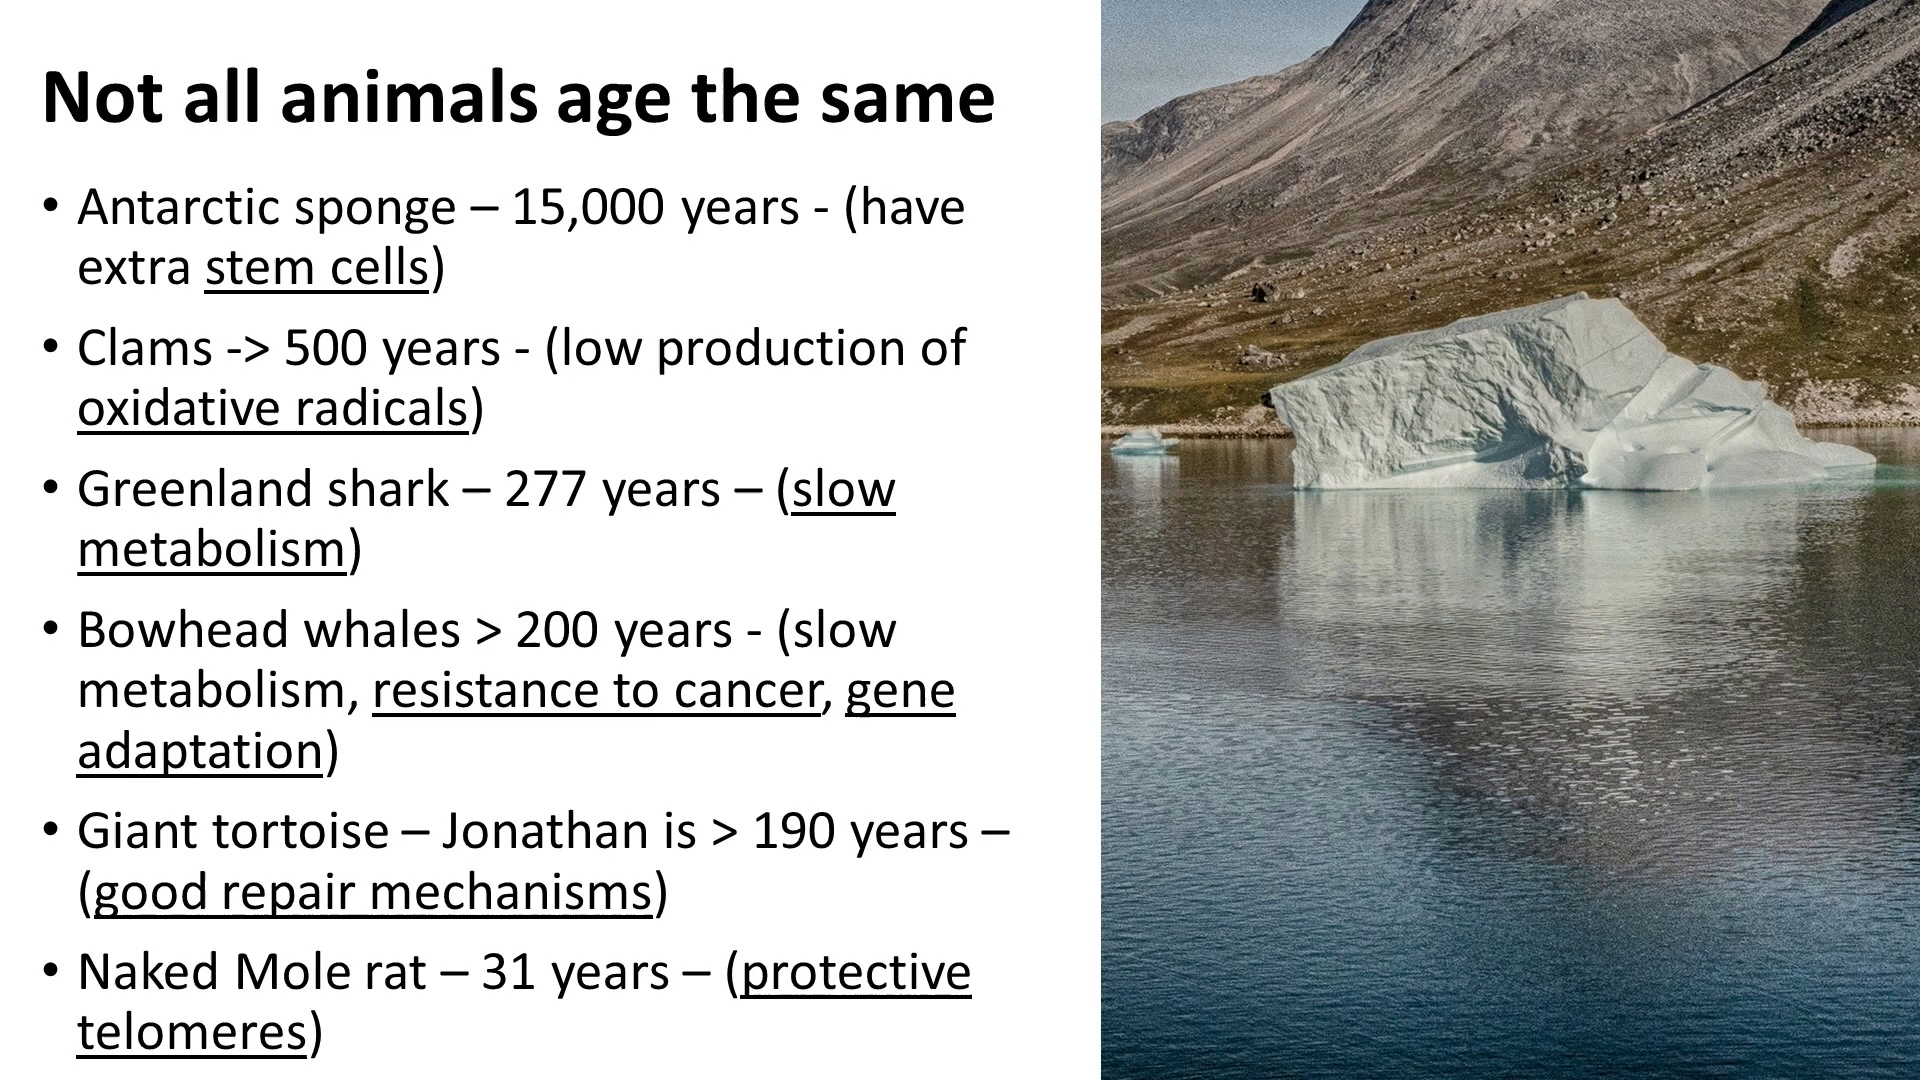 Not all animals age the same
• Antarctic sponge – 15,000 years - (have
extra stem cells)
• Clams -> 500 years - (low production of
oxidative radicals)
• Greenland shark – 277 years – (slow
metabolism)
• Bowhead whales > 200 years - (slow
metabolism, resistance to cancer, gene
adaptation)
• Giant tortoise – Jonathan is > 190 years –
(good repair mechanisms)
• Naked Mole rat – 31 years – (protective
telomeres)